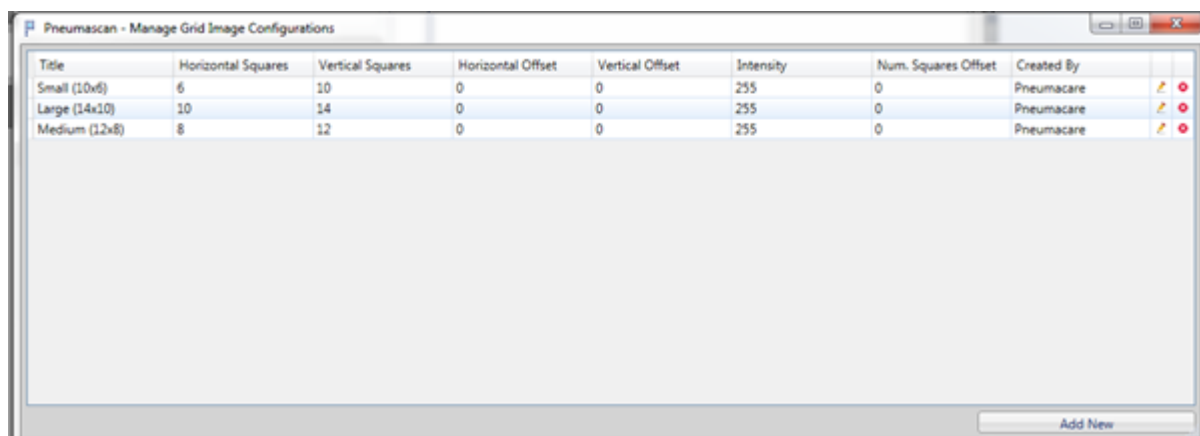 Pneumascan - Manage Grid Image Configurations
Title Horizontal Squares Vertical Squares Horizontal Offset Vertical Offset Intensity Num. Squares Offset Created By
Small (10x6) 6 10 0 0 255 0 Pneumacare
Large (14x10) 10 14 0 0 255 0 Pneumacare
Medium (12x8) 8 12 0 0 255 0 Pneumacare
Add New